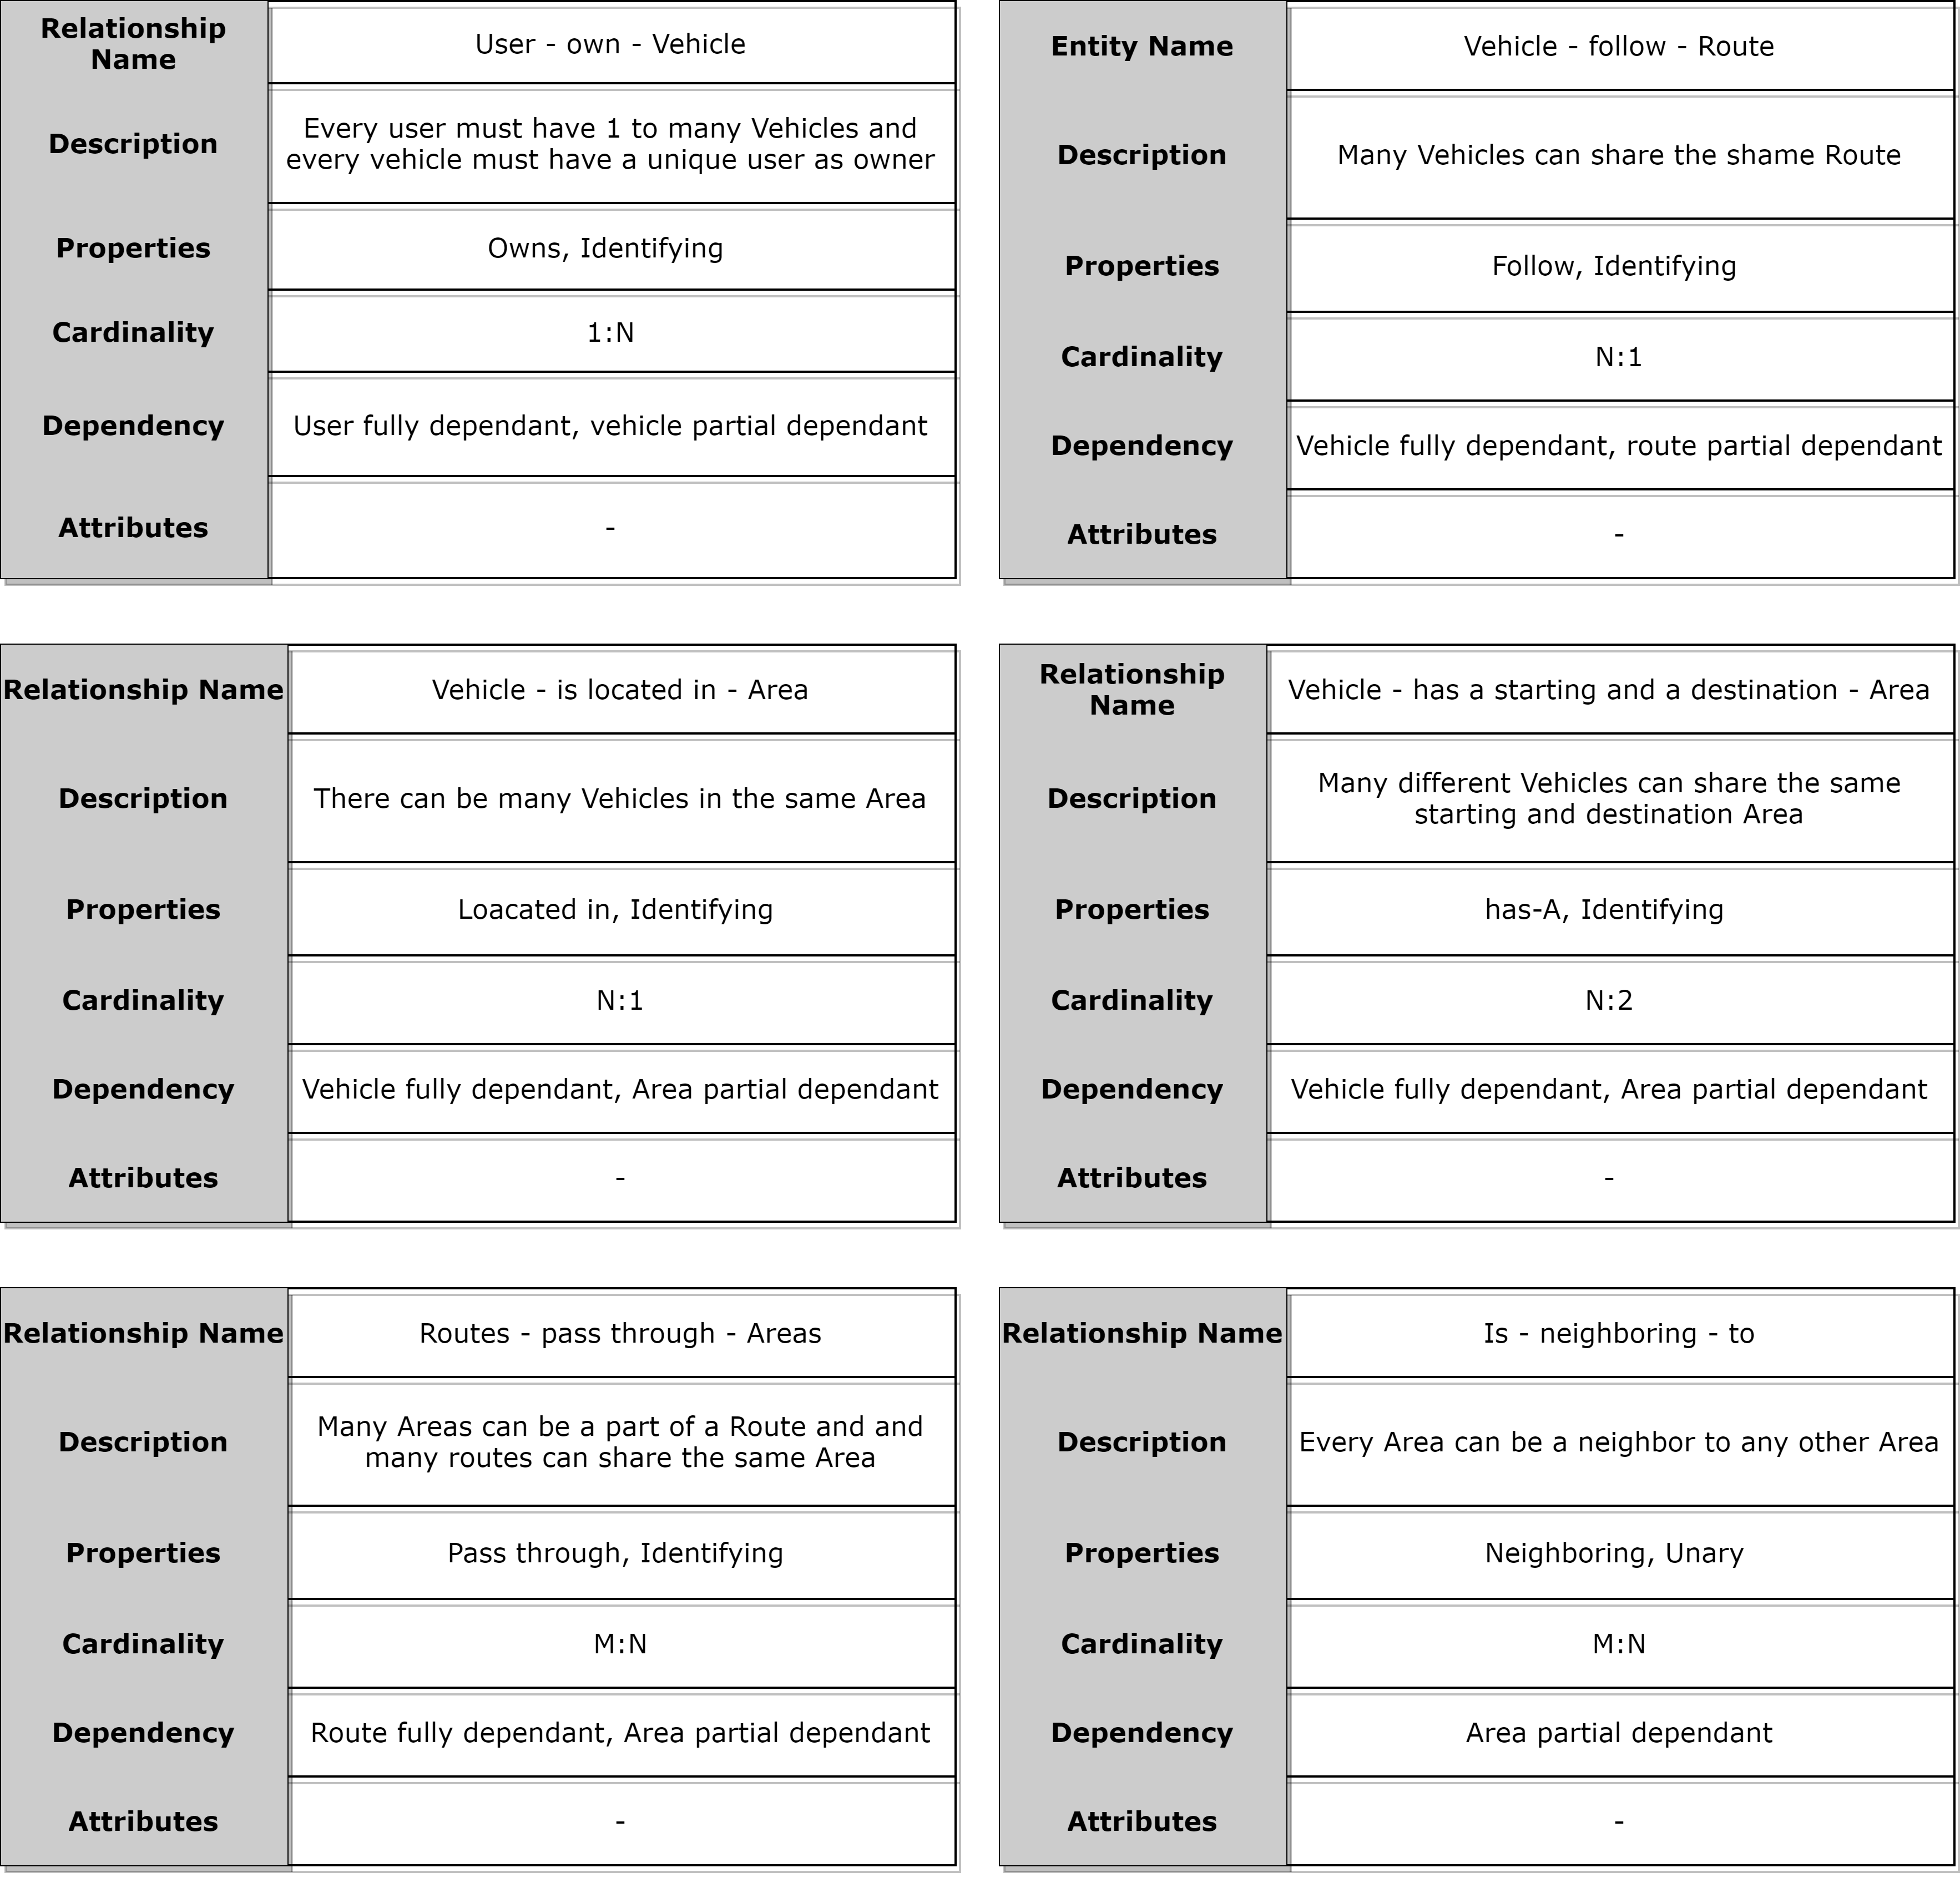 Relationship
Name
User - own - Vehicle
Description
Every user must have 1 to many Vehicles and
every vehicle must have a unique user as owner
Properties
Owns, Identifying
Cardinality
1:N
Dependency
User fully dependant, vehicle partial dependant
Attributes
-
Entity Name
Vehicle - follow - Route
Description
Many Vehicles can share the shame Route
Properties
Follow, Identifying
Cardinality
N:1
Dependency
Vehicle fully dependant, route partial dependant
Attributes
-
Relationship Name
Vehicle - is located in - Area
Description
There can be many Vehicles in the same Area
Properties
Loacated in, Identifying
Cardinality
N:1
Dependency
Vehicle fully dependant, Area partial dependant
Attributes
-
Relationship
Name
Vehicle - has a starting and a destination - Area
Description
Many different Vehicles can share the same
starting and destination Area
Properties
has-A, Identifying
Cardinality
N:2
Dependency
Vehicle fully dependant, Area partial dependant
Attributes
-
Relationship Name
Routes - pass through - Areas
Description
Many Areas can be a part of a Route and and
many routes can share the same Area
Properties
Pass through, Identifying
Cardinality
M:N
Dependency
Route fully dependant, Area partial dependant
Attributes
-
Relationship Name
Is - neighboring - to
Description
Every Area can be a neighbor to any other Area
Properties
Neighboring, Unary
Cardinality
M:N
Dependency
Area partial dependant
Attributes
-